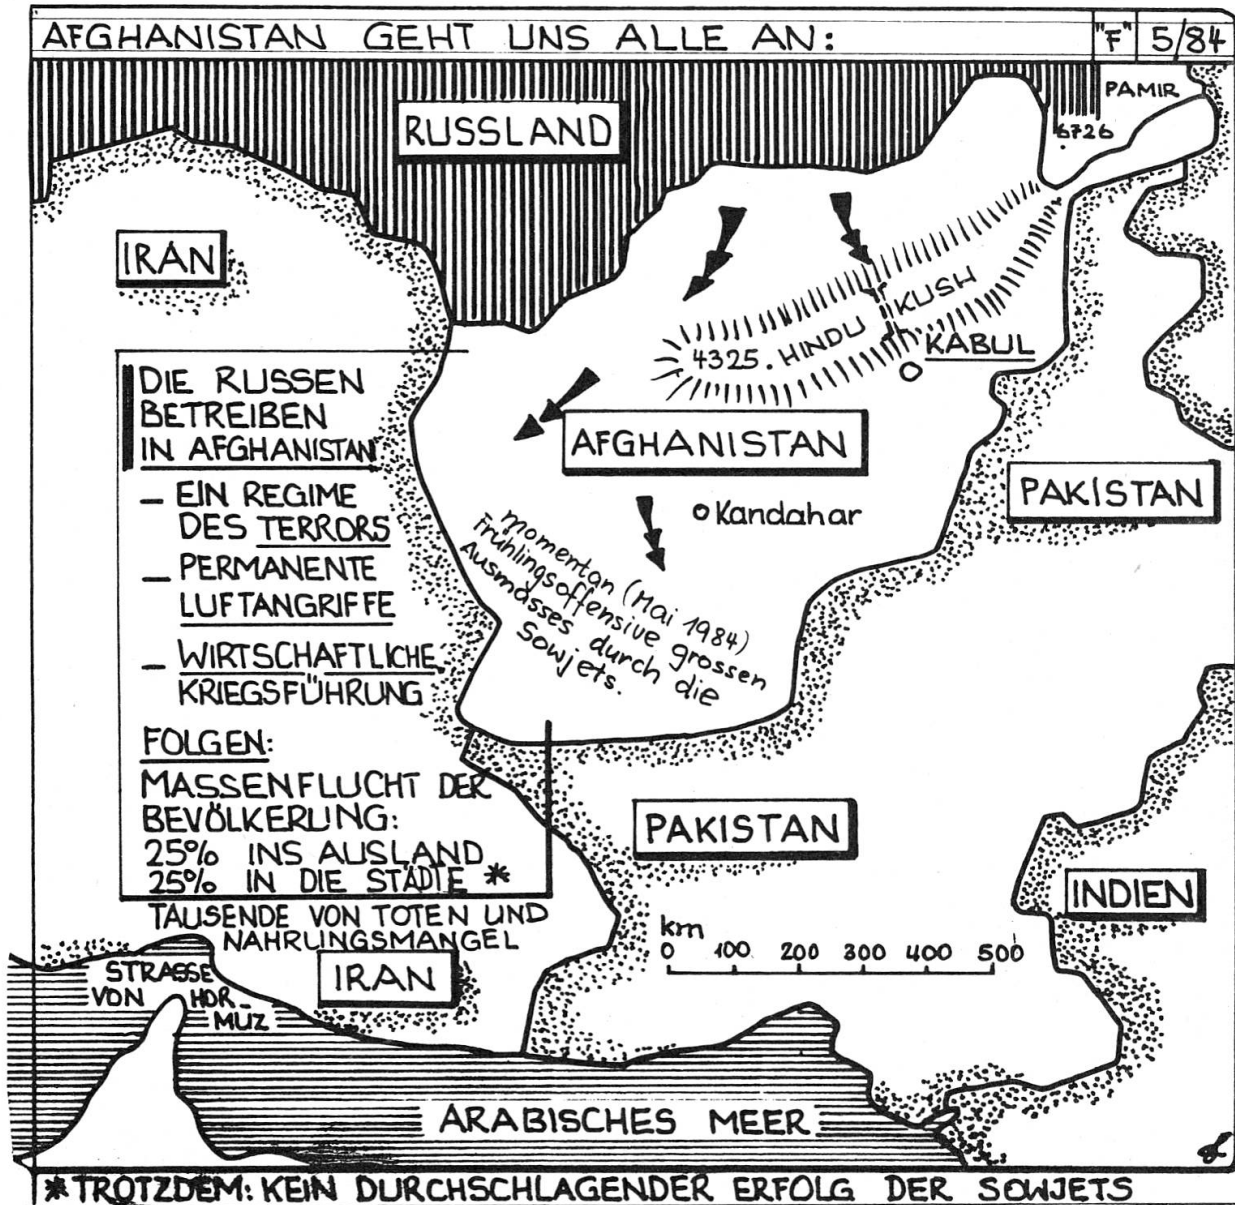 AFGHANISTAN GEHT UNS ALLE AN:
"F" 5/84
PAMIR
6726
RUSSLAND
IRAN
HINDU KUSH
4325.
KABUL
DIE RUSSEN
BETREIBEN
IN AFGHANISTAN
– EIN REGIME
DES TERRORS
– PERMANENTE
LUFTANGRIFFE
– WIRTSCHAFTLICHE
KRIEGSFÜHRUNG
FOLGEN:
MASSENFLUCHT DER
BEVÖLKERUNG:
25% INS AUSLAND
25% IN DIE STÄDTE *
TAUSENDE VON TOTEN UND
NAHRUNGSMANGEL
AFGHANISTAN
Kandahar
momentan (Mai 1984)
Frühlingsoffensive grossen
Ausmasses durch die
Sowjets.
PAKISTAN
PAKISTAN
INDIEN
km
0 100 200 300 400 500
IRAN
STRASSE
VON HOR-
MUZ
ARABISCHES MEER
* TROTZDEM: KEIN DURCHSCHLAGENDER ERFOLG DER SOWJETS